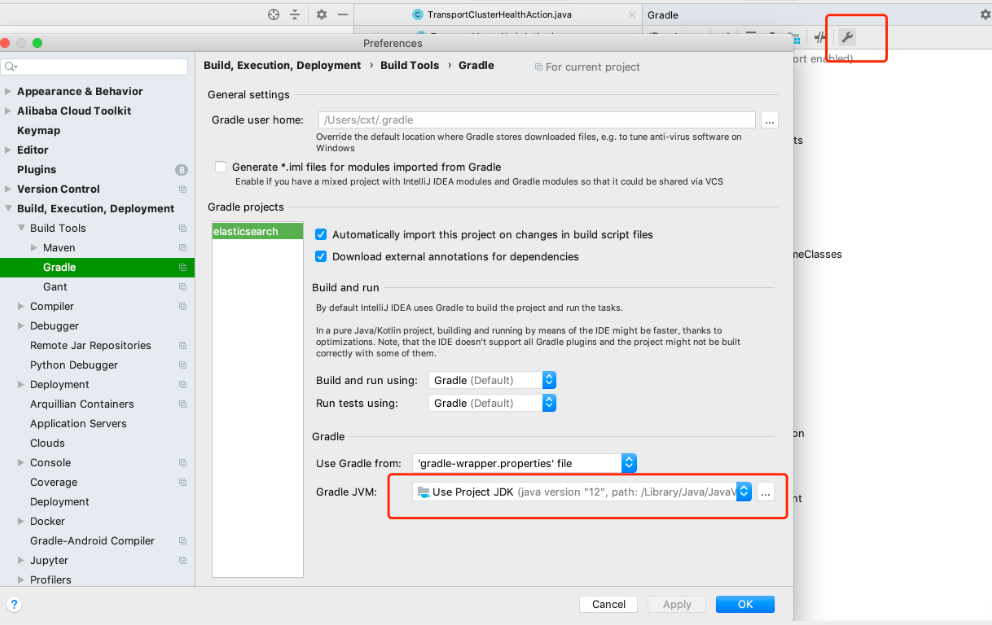 TransportClusterHealthAction.java
Gradle
Preferences
ort enabled)
Build, Execution, Deployment › Build Tools › Gradle
For current project
Appearance & Behavior
Alibaba Cloud Toolkit
Keymap
Editor
Plugins 8
Version Control
Build, Execution, Deployment
Build Tools
Maven
Gradle
Gant
Compiler
Debugger
Remote Jar Repositories
Python Debugger
Deployment
Arquillian Containers
Application Servers
Clouds
Console
Coverage
Deployment
Docker
Gradle-Android Compiler
Jupyter
Profilers
General settings
Gradle user home: /Users/cxt/.gradle ...
Override the default location where Gradle stores downloaded files, e.g. to tune anti-virus software on
Windows
Generate *.iml files for modules imported from Gradle
Enable if you have a mixed project with IntelliJ IDEA modules and Gradle modules so that it could be shared via VCS
Gradle projects
elasticsearch
Automatically import this project on changes in build script files
Download external annotations for dependencies
Build and run
By default IntelliJ IDEA uses Gradle to build the project and run the tasks.
In a pure Java/Kotlin project, building and running by means of the IDE might be faster, thanks to
optimizations. Note, that the IDE doesn't support all Gradle plugins and the project might not be built
correctly with some of them.
Build and run using: Gradle (Default)
Run tests using: Gradle (Default)
Gradle
Use Gradle from: 'gradle-wrapper.properties' file
Gradle JVM: Use Project JDK (java version "12", path: /Library/Java/JavaV ...
ts
neClasses
on
nt
? Cancel Apply OK